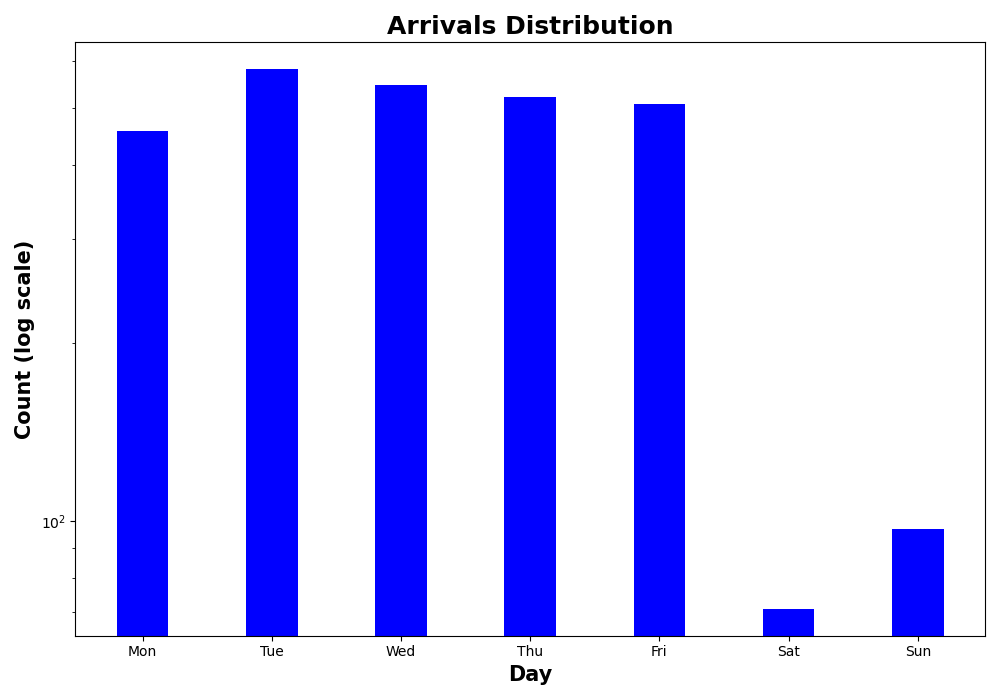 Arrivals Distribution
Count (log scale)
10²
Mon Tue Wed Thu Fri Sat Sun
Day